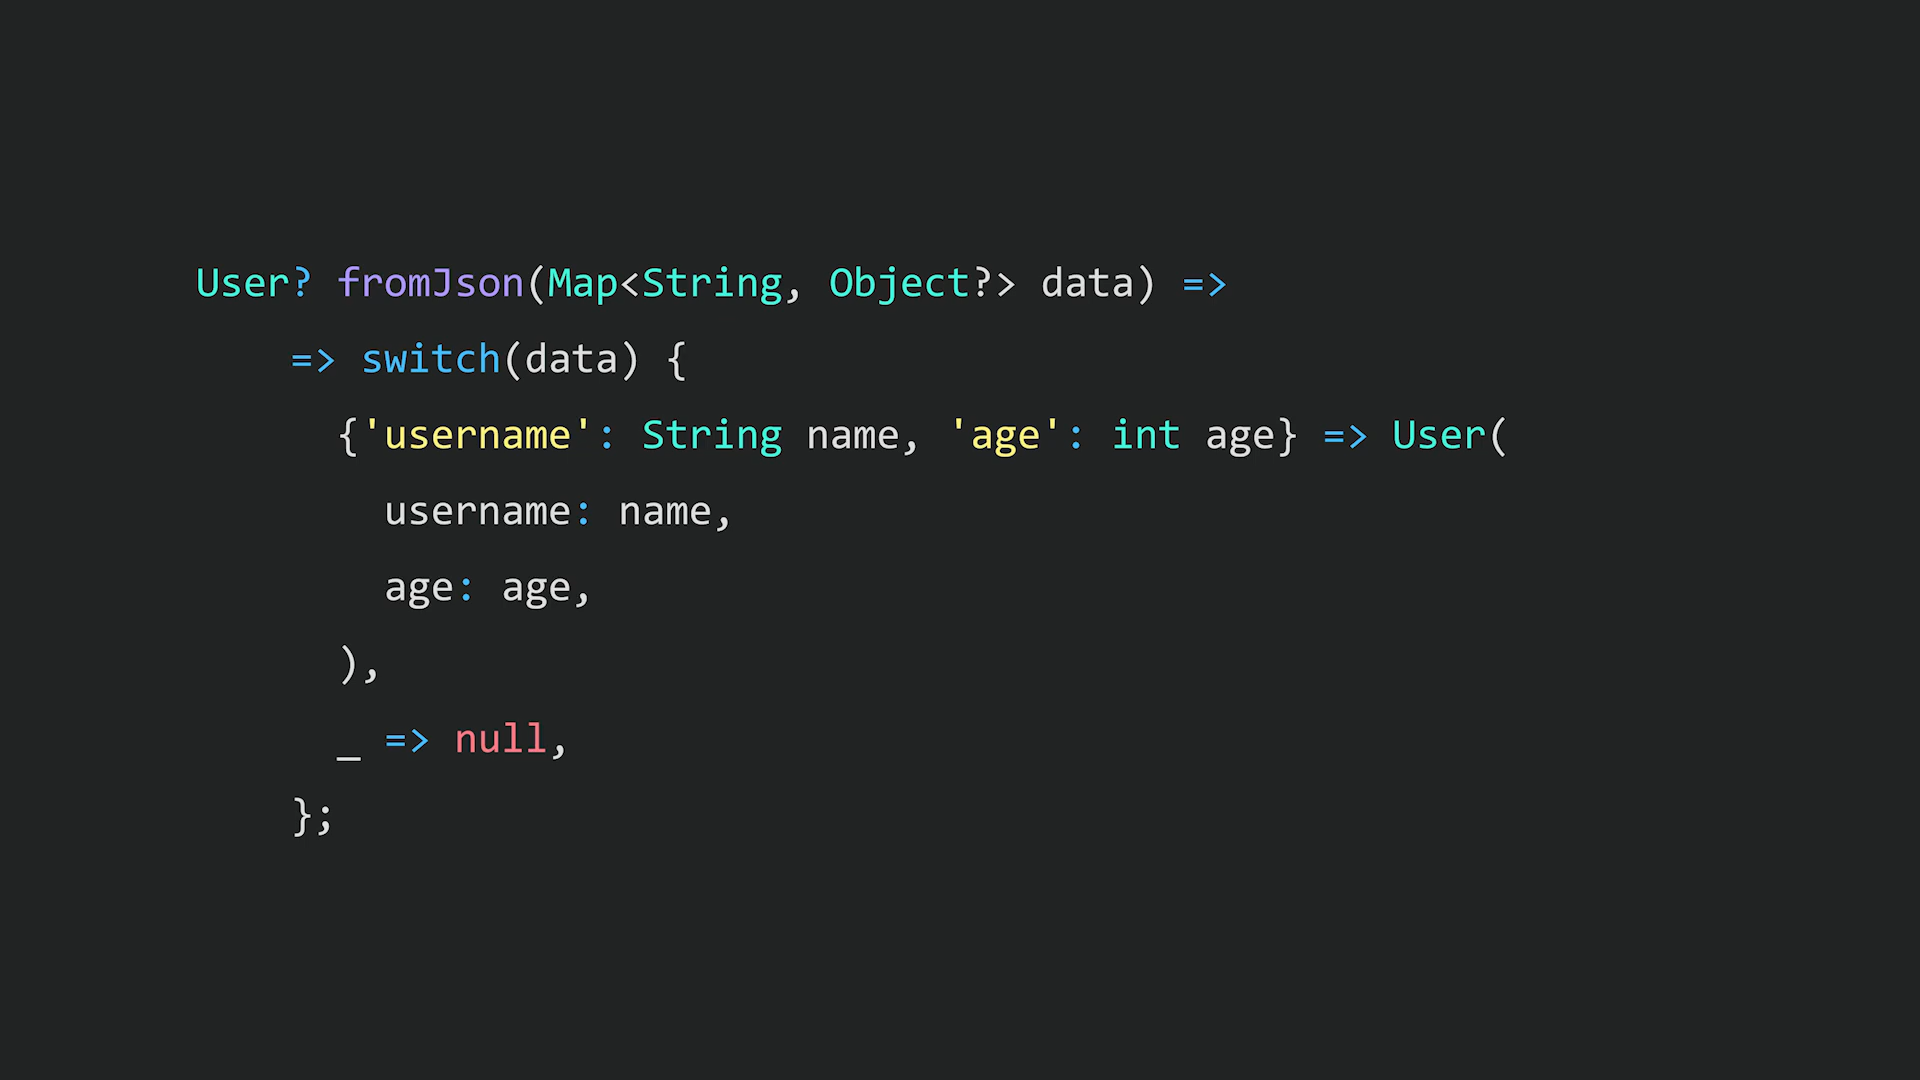 User? fromJson(Map<String, Object?> data) =>
=> switch(data) {
{'username': String name, 'age': int age} => User(
username: name,
age: age,
),
_ => null,
};